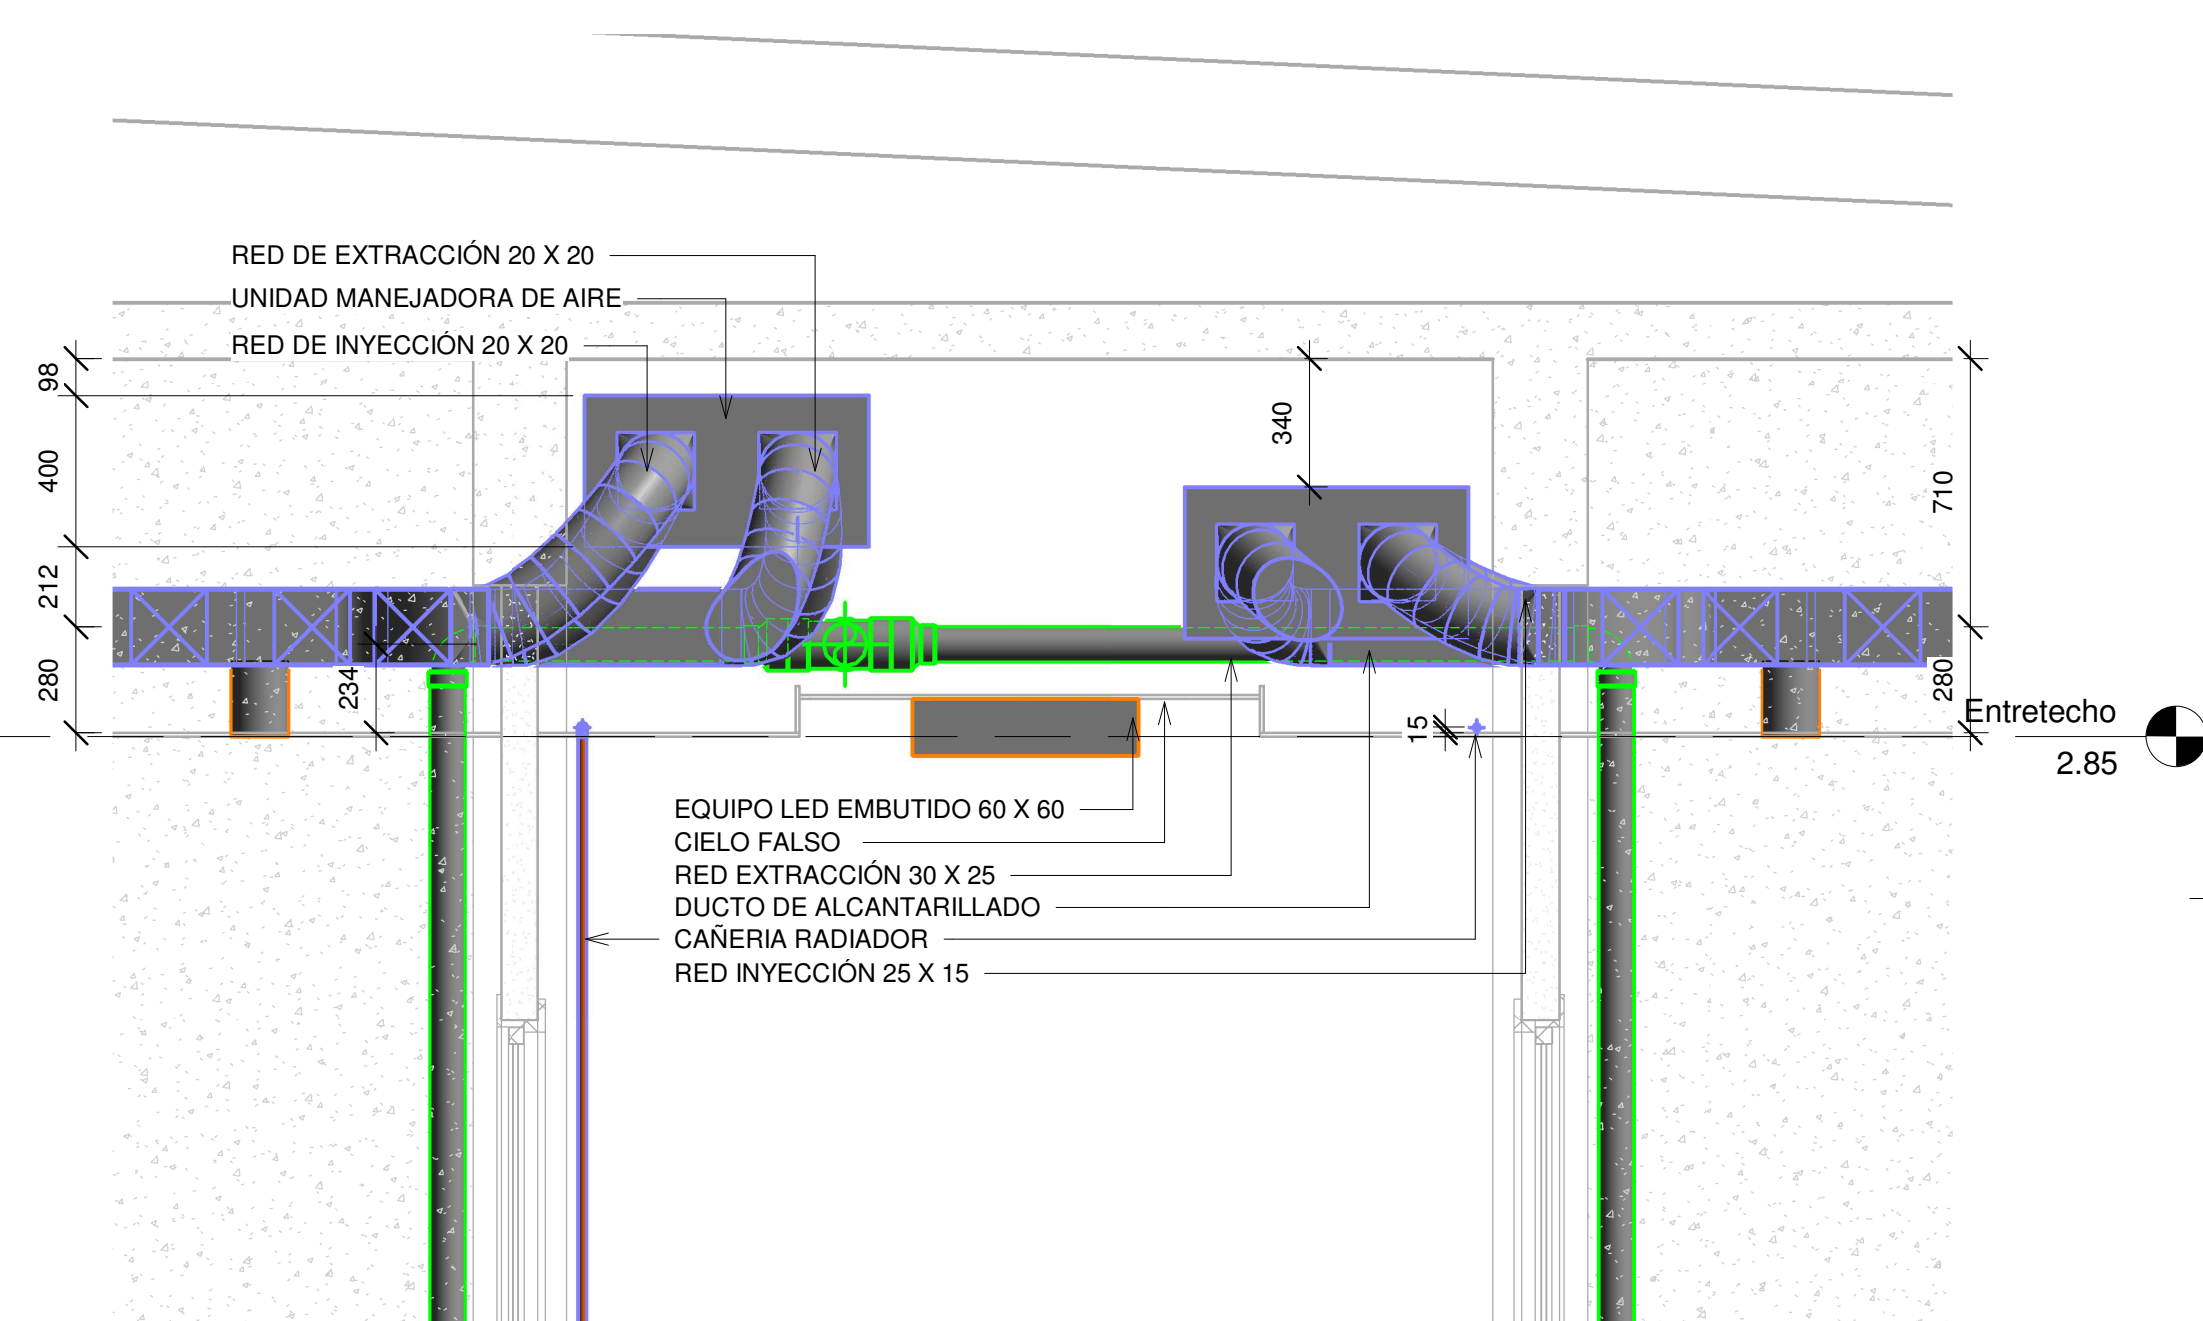 RED DE EXTRACCIÓN 20 X 20
UNIDAD MANEJADORA DE AIRE
RED DE INYECCIÓN 20 X 20
98
400
212
280
234
340
710
280
15
Entretecho
2.85
EQUIPO LED EMBUTIDO 60 X 60
CIELO FALSO
RED EXTRACCIÓN 30 X 25
DUCTO DE ALCANTARILLADO
CAÑERIA RADIADOR
RED INYECCIÓN 25 X 15